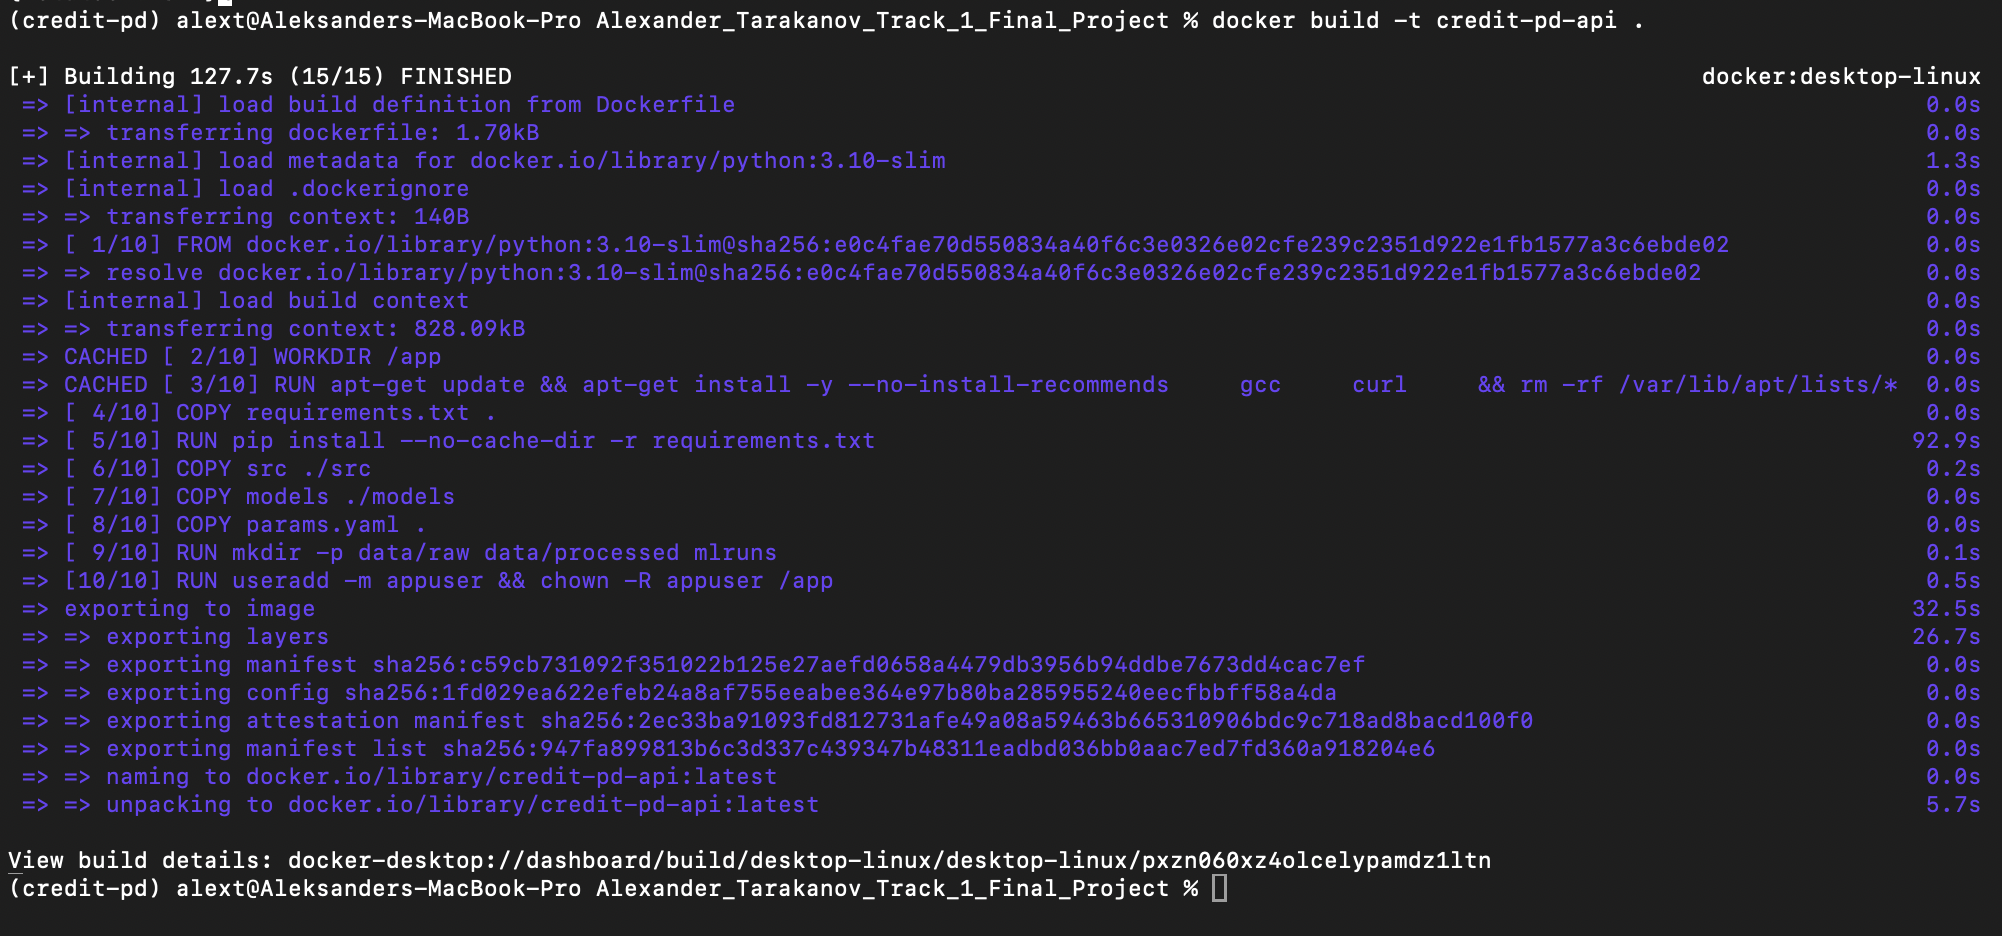 (credit-pd) alext@Aleksanders-MacBook-Pro Alexander_Tarakanov_Track_1_Final_Project % docker build -t credit-pd-api .
[+] Building 127.7s (15/15) FINISHED docker:desktop-linux
=> [internal] load build definition from Dockerfile 0.0s
=> => transferring dockerfile: 1.70kB 0.0s
=> [internal] load metadata for docker.io/library/python:3.10-slim 1.3s
=> [internal] load .dockerignore 0.0s
=> => transferring context: 140B 0.0s
=> [ 1/10] FROM docker.io/library/python:3.10-slim@sha256:e0c4fae70d550834a40f6c3e0326e02cfe239c2351d922e1fb1577a3c6ebde02 0.0s
=> => resolve docker.io/library/python:3.10-slim@sha256:e0c4fae70d550834a40f6c3e0326e02cfe239c2351d922e1fb1577a3c6ebde02 0.0s
=> [internal] load build context 0.0s
=> => transferring context: 828.09kB 0.0s
=> CACHED [ 2/10] WORKDIR /app 0.0s
=> CACHED [ 3/10] RUN apt-get update && apt-get install -y --no-install-recommends     gcc     curl     && rm -rf /var/lib/apt/lists/* 0.0s
=> [ 4/10] COPY requirements.txt . 0.0s
=> [ 5/10] RUN pip install --no-cache-dir -r requirements.txt 92.9s
=> [ 6/10] COPY src ./src 0.2s
=> [ 7/10] COPY models ./models 0.0s
=> [ 8/10] COPY params.yaml . 0.0s
=> [ 9/10] RUN mkdir -p data/raw data/processed mlruns 0.1s
=> [10/10] RUN useradd -m appuser && chown -R appuser /app 0.5s
=> exporting to image 32.5s
=> => exporting layers 26.7s
=> => exporting manifest sha256:c59cb731092f351022b125e27aefd0658a4479db3956b94ddbe7673dd4cac7ef 0.0s
=> => exporting config sha256:1fd029ea622efeb24a8af755eeabee364e97b80ba285955240eecfbbff58a4da 0.0s
=> => exporting attestation manifest sha256:2ec33ba91093fd812731afe49a08a59463b665310906bdc9c718ad8bacd100f0 0.0s
=> => exporting manifest list sha256:947fa899813b6c3d337c439347b48311eadbd036bb0aac7ed7fd360a918204e6 0.0s
=> => naming to docker.io/library/credit-pd-api:latest 0.0s
=> => unpacking to docker.io/library/credit-pd-api:latest 5.7s
View build details: docker-desktop://dashboard/build/desktop-linux/desktop-linux/pxzn060xz4olcelypamdz1ltn
(credit-pd) alext@Aleksanders-MacBook-Pro Alexander_Tarakanov_Track_1_Final_Project %